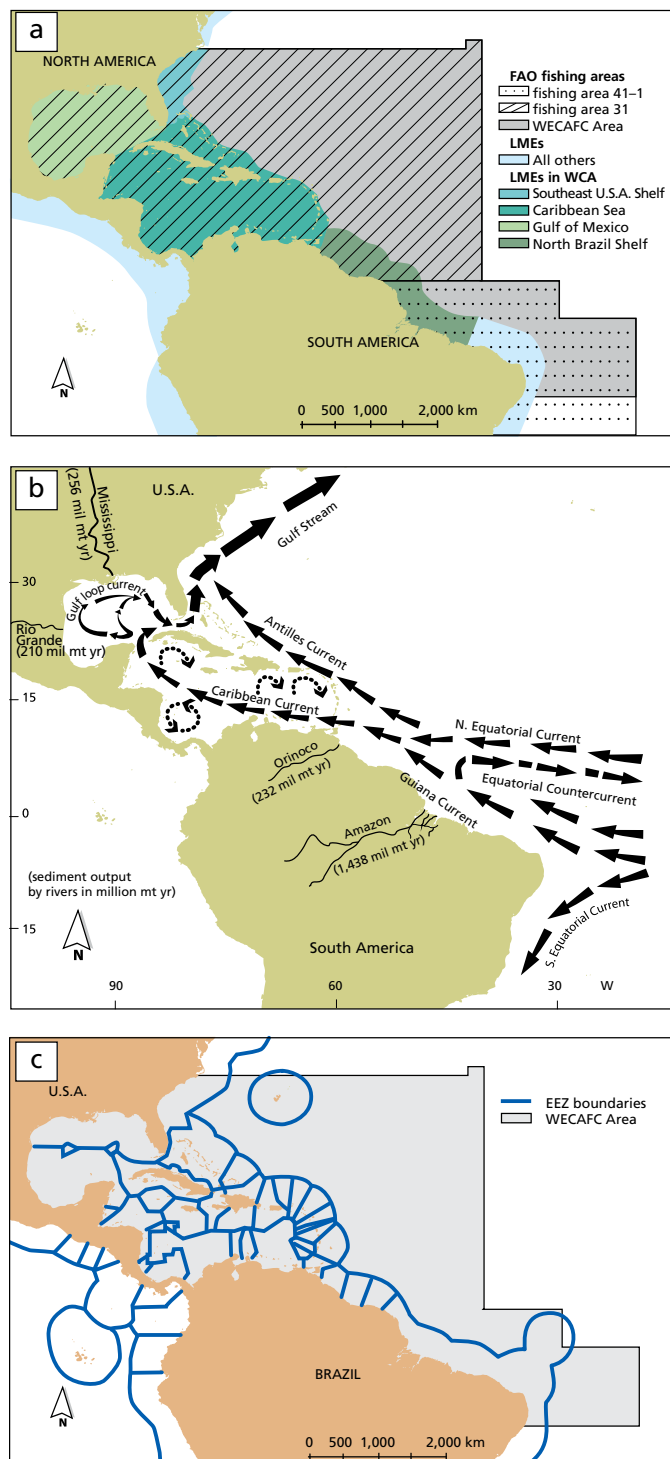 a
NORTH AMERICA
SOUTH AMERICA
N
0 500 1,000 2,000 km
FAO fishing areas
fishing area 41–1
fishing area 31
WECAFC Area
LMEs
All others
LMEs in WCA
Southeast U.S.A. Shelf
Caribbean Sea
Gulf of Mexico
North Brazil Shelf
b
U.S.A.
Mississippi
(256 mil mt yr)
Gulf Stream
30
Gulf loop current
Rio
Grande
(210 mil mt yr)
Antilles Current
15
Caribbean Current
N. Equatorial Current
Orinoco
(232 mil mt yr)
Equatorial Countercurrent
Guiana Current
0
Amazon
(1,438 mil mt yr)
(sediment output
by rivers in million mt yr)
15
N
South America
S. Equatorial Current
90 60 30 W
c
U.S.A.
EEZ boundaries
WECAFC Area
BRAZIL
N
0 500 1,000 2,000 km